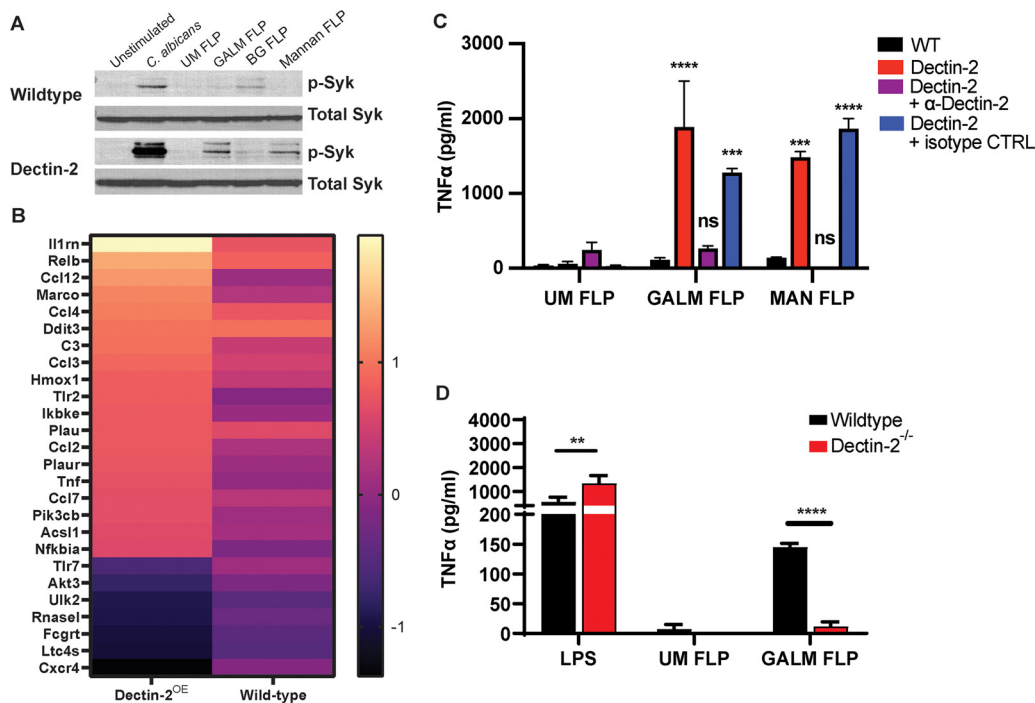 A
Unstimulated
C. albicans
UM FLP
GALM FLP
BG FLP
Mannan FLP
Wildtype
p-Syk
Total Syk
Dectin-2
p-Syk
Total Syk
B
Il1rn
Relb
Ccl12
Marco
Ccl4
Ddit3
C3
Ccl3
Hmox1
Tlr2
Ikbke
Plau
Ccl2
Plaur
Tnf
Ccl7
Pik3cb
Acsl1
Nfkbia
Tlr7
Akt3
Ulk2
Rnasel
Fcgrt
Ltc4s
Cxcr4
1
0
-1
Dectin-2OE
Wild-type
C
TNFα (pg/ml)
3000
2000
1000
0
****
***
ns
***
ns
****
UM FLP
GALM FLP
MAN FLP
WT
Dectin-2
Dectin-2
+ α-Dectin-2
Dectin-2
+ isotype CTRL
D
TNFα (pg/ml)
4000
3000
2000
1000
200
150
100
50
0
**
****
LPS
UM FLP
GALM FLP
Wildtype
Dectin-2-/-